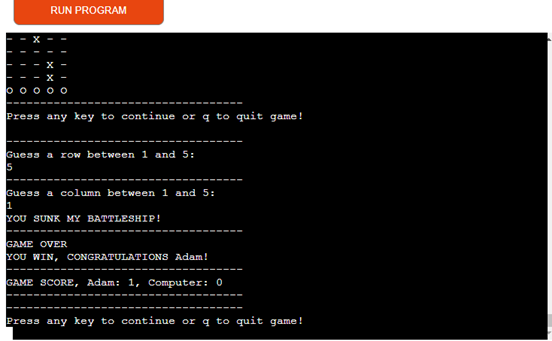 RUN PROGRAM
- - X - -
- - - - -
- - - x -
- - - x -
O O O O O
-----------------------------------
Press any key to continue or q to quit game!
-----------------------------------
Guess a row between 1 and 5:
5
-----------------------------------
Guess a column between 1 and 5:
1
YOU SUNK MY BATTLESHIP!
-----------------------------------
GAME OVER
YOU WIN, CONGRATULATIONS Adam!
-----------------------------------
GAME SCORE, Adam: 1, Computer: 0
-----------------------------------
-----------------------------------
Press any key to continue or q to quit game!